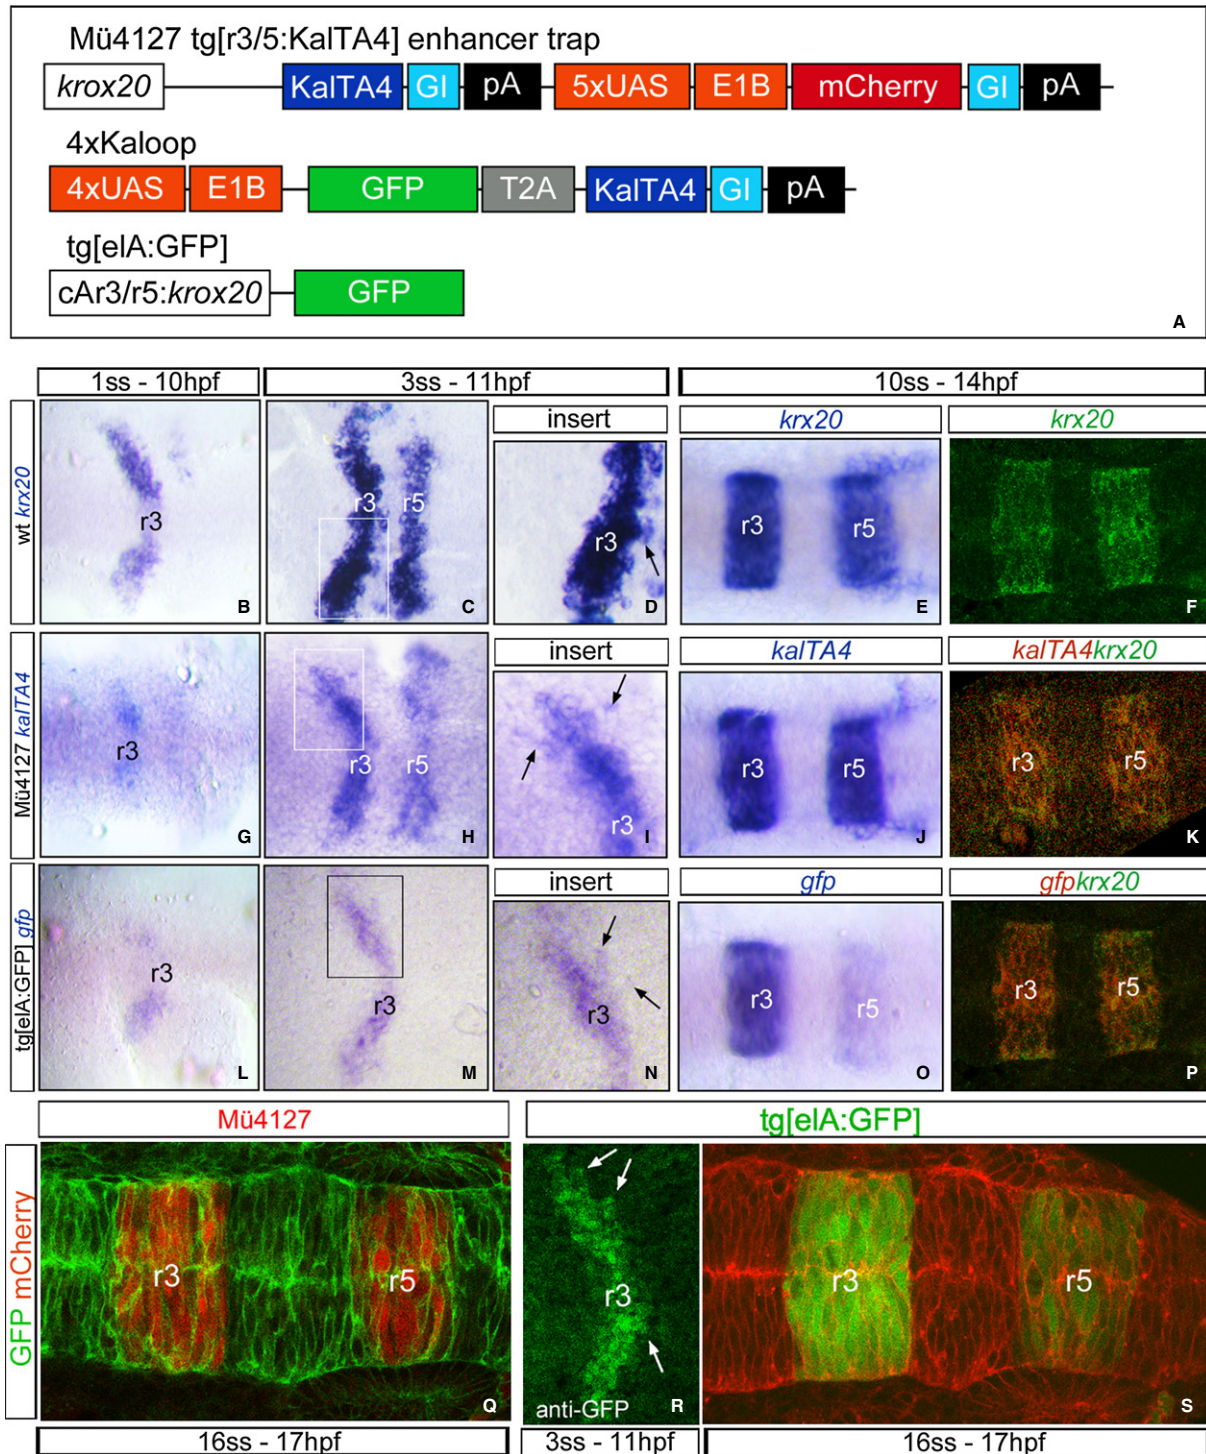 Mü4127 tg[r3/5:KalTA4] enhancer trap
krox20 KalTA4 GI pA 5xUAS E1B mCherry GI pA
4xKaloop
4xUAS E1B GFP T2A KalTA4 GI pA
tg[elA:GFP]
cAr3/r5:krox20 GFP
A
1ss - 10hpf 3ss - 11hpf 10ss - 14hpf
insert krx20 krx20
wt krx20
r3 B
r3 r5 C
r3 D
r3 r5 E
F
insert kalTA4 kalTA4krx20
Mü4127 kalTA4
r3 G
r3 r5 H
r3 I
r3 r5 J
r3 r5 K
insert gfp gfpkrx20
tg[elA:GFP] gfp
r3 L
r3 M
r3 N
r3 r5 O
r3 r5 P
Mü4127 tg[elA:GFP]
GFP mCherry
r3 r5 Q
r3 anti-GFP R
r3 r5 S
16ss - 17hpf 3ss - 11hpf 16ss - 17hpf